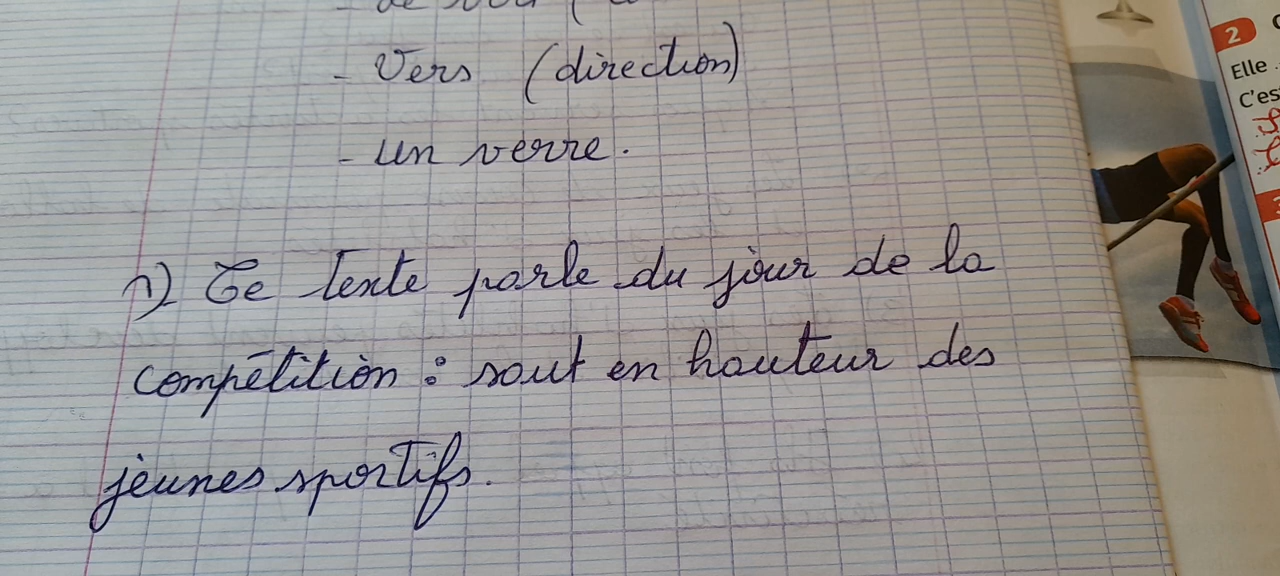 - Vers (direction)
- un verre.
1) Ce texte parle du jour de la
compétition : saut en hauteur des
jeunes sportifs.
2
Elle
C'es